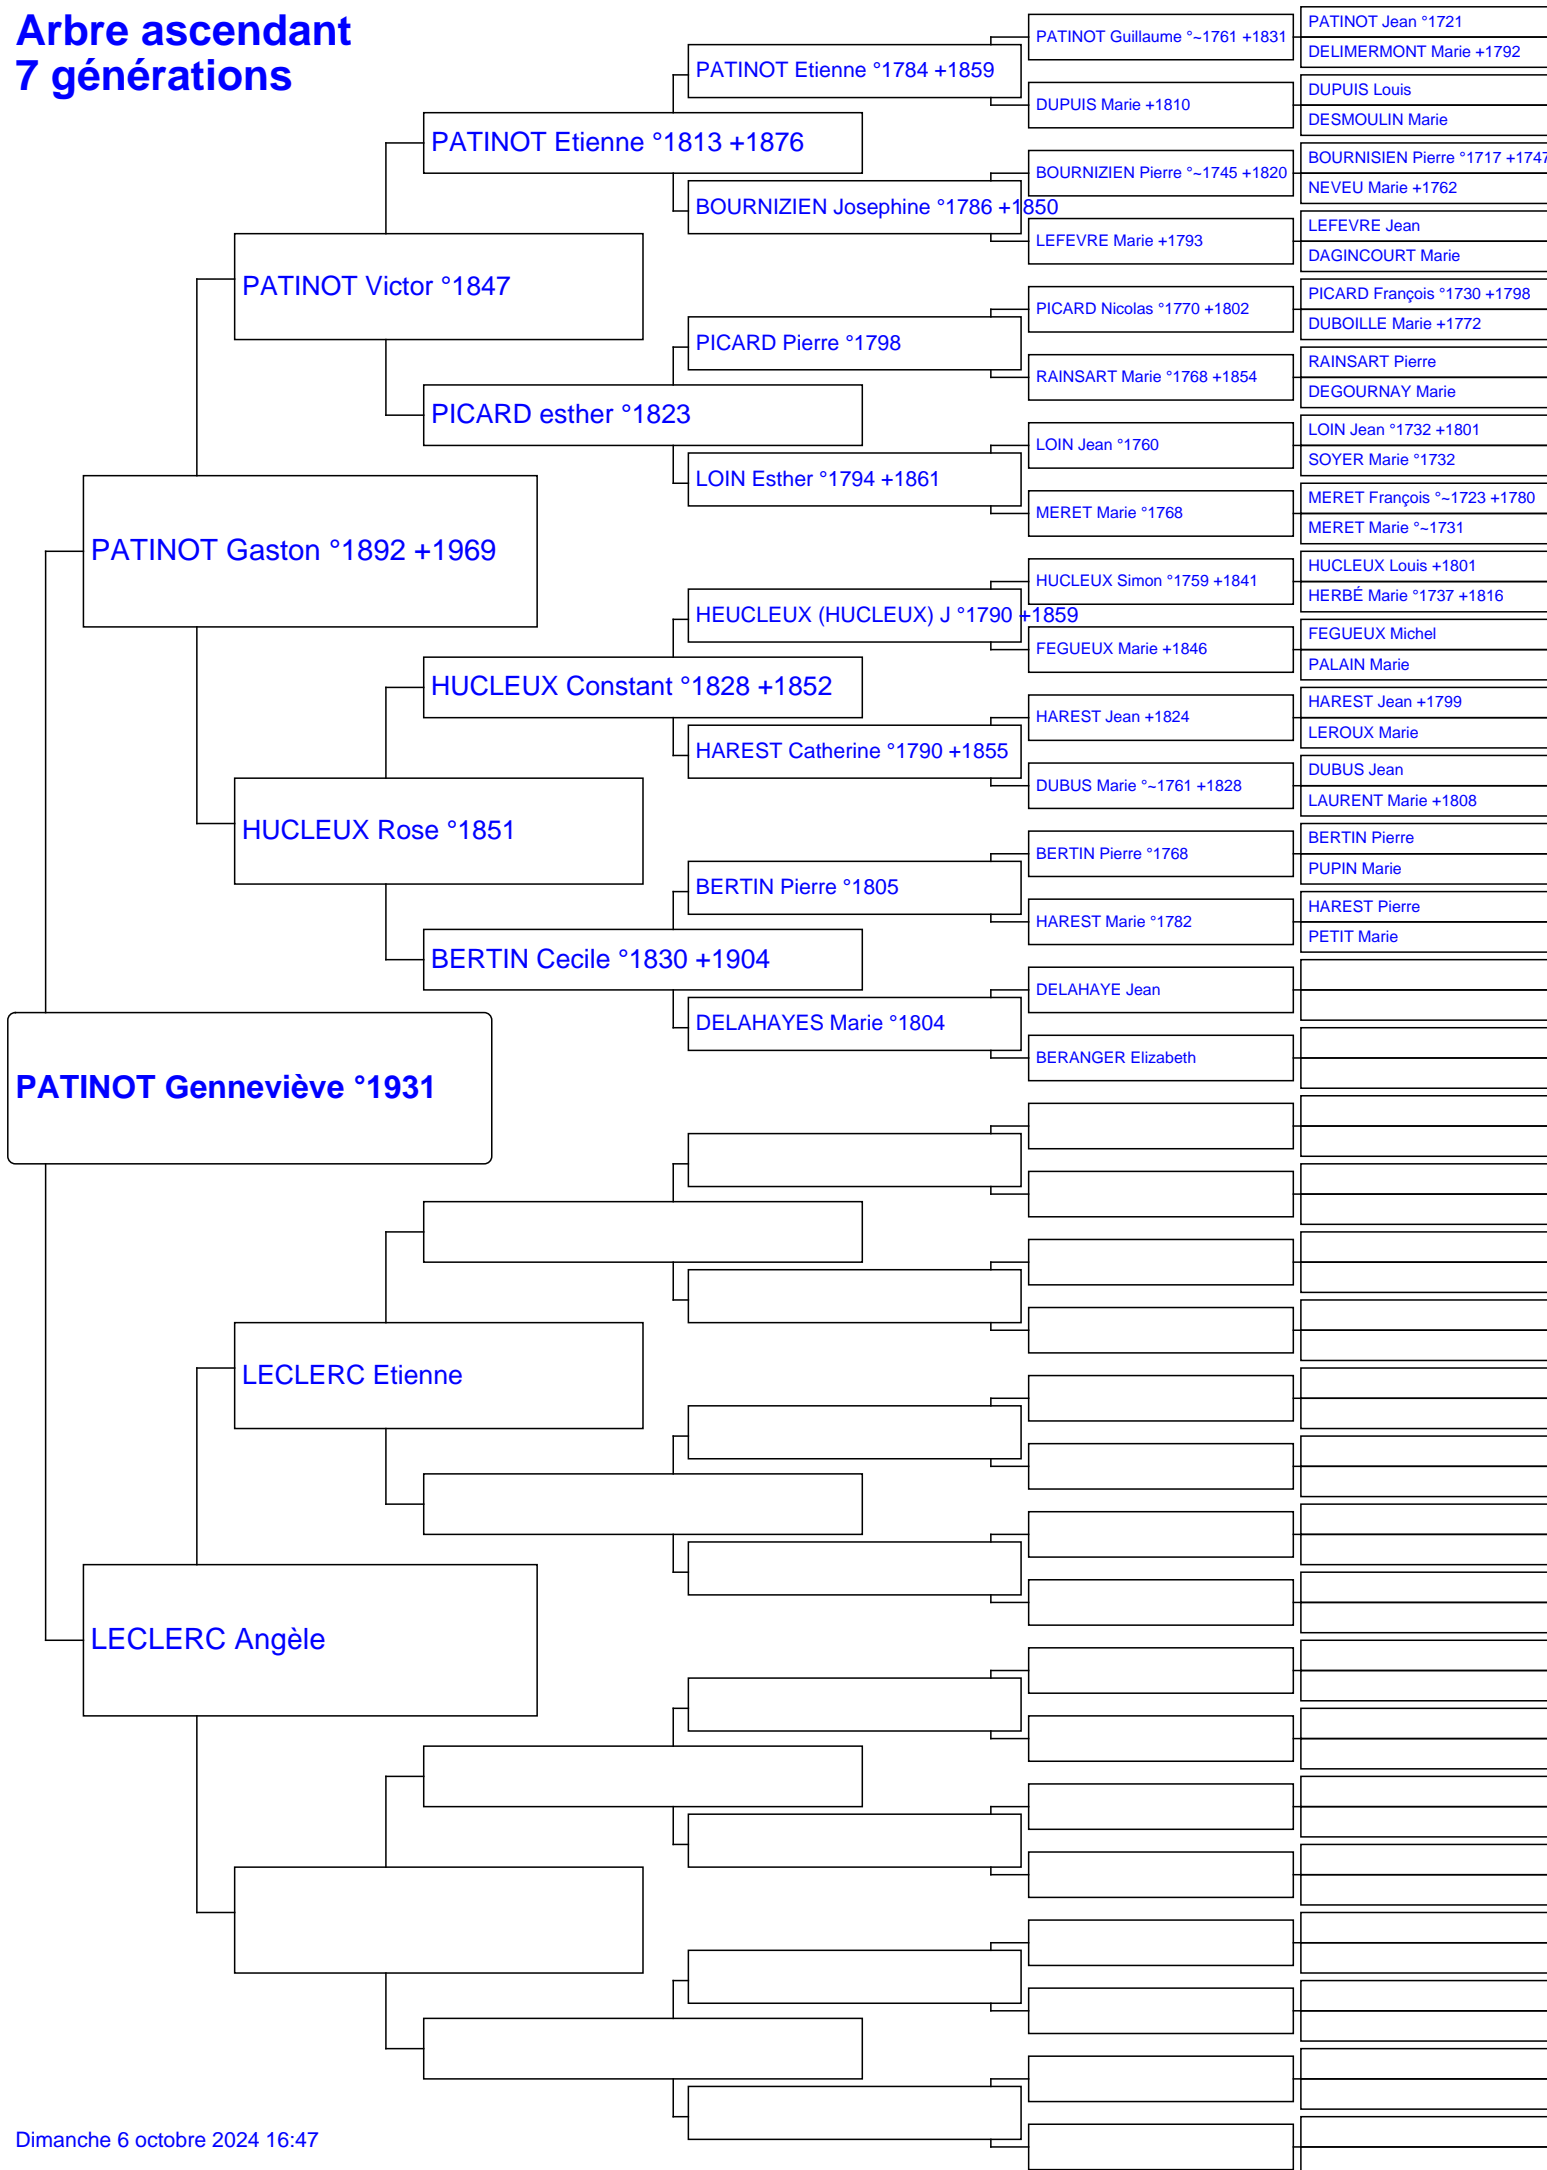 Arbre ascendant
7 générations
PATINOT Genneviève °1931
PATINOT Gaston °1892 +1969
LECLERC Angèle
PATINOT Victor °1847
HUCLEUX Rose °1851
LECLERC Etienne
PATINOT Etienne °1813 +1876
PICARD esther °1823
HUCLEUX Constant °1828 +1852
BERTIN Cecile °1830 +1904
PATINOT Etienne °1784 +1859
BOURNIZIEN Josephine °1786 +1850
PICARD Pierre °1798
LOIN Esther °1794 +1861
HEUCLEUX (HUCLEUX) J °1790 +1859
HAREST Catherine °1790 +1855
BERTIN Pierre °1805
DELAHAYES Marie °1804
PATINOT Guillaume °~1761 +1831
DUPUIS Marie +1810
BOURNIZIEN Pierre °~1745 +1820
LEFEVRE Marie +1793
PICARD Nicolas °1770 +1802
RAINSART Marie °1768 +1854
LOIN Jean °1760
MERET Marie °1768
HUCLEUX Simon °1759 +1841
FEGUEUX Marie +1846
HAREST Jean +1824
DUBUS Marie °~1761 +1828
BERTIN Pierre °1768
HAREST Marie °1782
DELAHAYE Jean
BERANGER Elizabeth
PATINOT Jean °1721
DELIMERMONT Marie +1792
DUPUIS Louis
DESMOULIN Marie
BOURNISIEN Pierre °1717 +1747
NEVEU Marie +1762
LEFEVRE Jean
DAGINCOURT Marie
PICARD François °1730 +1798
DUBOILLE Marie +1772
RAINSART Pierre
DEGOURNAY Marie
LOIN Jean °1732 +1801
SOYER Marie °1732
MERET François °~1723 +1780
MERET Marie °~1731
HUCLEUX Louis +1801
HERBÉ Marie °1737 +1816
FEGUEUX Michel
PALAIN Marie
HAREST Jean +1799
LEROUX Marie
DUBUS Jean
LAURENT Marie +1808
BERTIN Pierre
PUPIN Marie
HAREST Pierre
PETIT Marie
Dimanche 6 octobre 2024 16:47